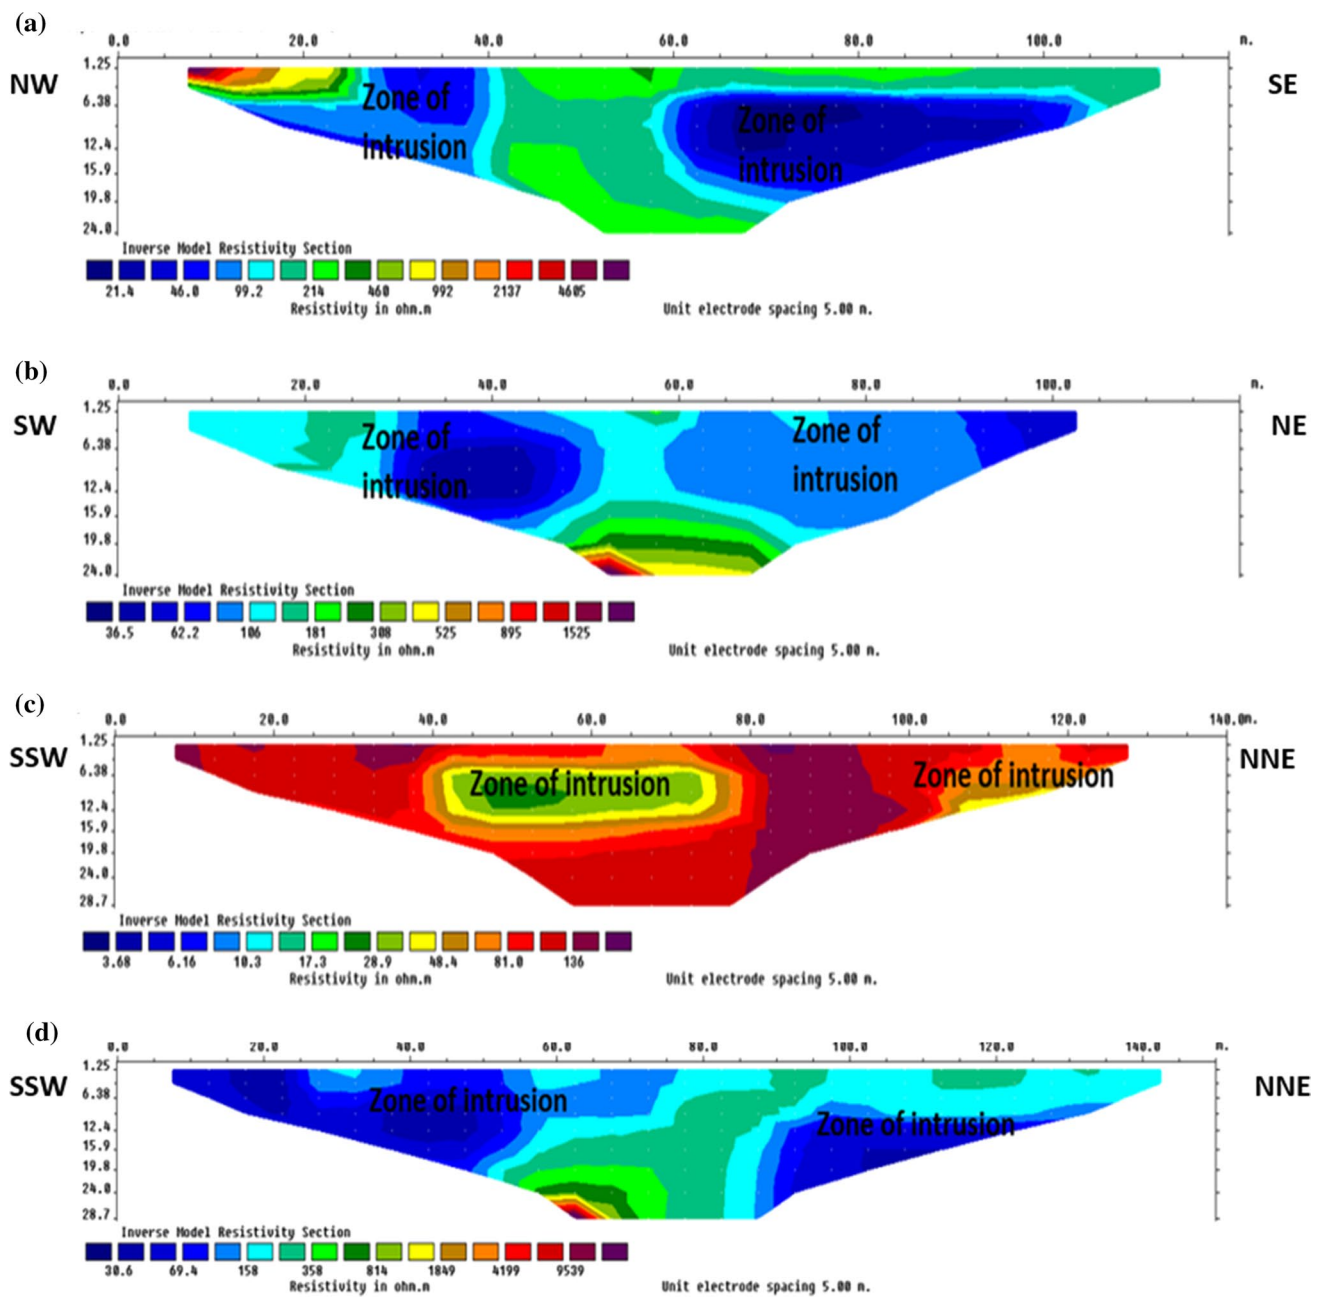 (a)
0.0 20.0 40.0 60.0 80.0 100.0 m.
NW
SE
1.25
6.38
12.4
15.9
19.8
24.0
Zone of
Intrusion
Zone of
intrusion
Inverse Model Resistivity Section
21.4 46.0 99.2 214 460 992 2137 4605
Resistivity in ohm.m
Unit electrode spacing 5.00 m.
(b)
0.0 20.0 40.0 60.0 80.0 100.0 m.
SW
NE
1.25
6.38
12.4
15.9
19.8
24.0
Zone of
intrusion
Zone of
intrusion
Inverse Model Resistivity Section
36.5 62.2 106 181 308 525 895 1525
Resistivity in ohm.m
Unit electrode spacing 5.00 m.
(c)
0.0 20.0 40.0 60.0 80.0 100.0 120.0 140.0m.
SSW
NNE
1.25
6.38
12.4
15.9
19.8
24.0
28.7
Zone of intrusion
Zone of intrusion
Inverse Model Resistivity Section
3.68 6.16 10.3 17.3 28.9 48.4 81.0 136
Resistivity in ohm.m
Unit electrode spacing 5.00 m.
(d)
0.0 20.0 40.0 60.0 80.0 100.0 120.0 140.0 m.
SSW
NNE
1.25
6.38
12.4
15.9
19.8
24.0
28.7
Zone of intrusion
Zone of intrusion
Inverse Model Resistivity Section
30.6 69.4 158 358 814 1849 4199 9539
Resistivity in ohm.m
Unit electrode spacing 5.00 m.